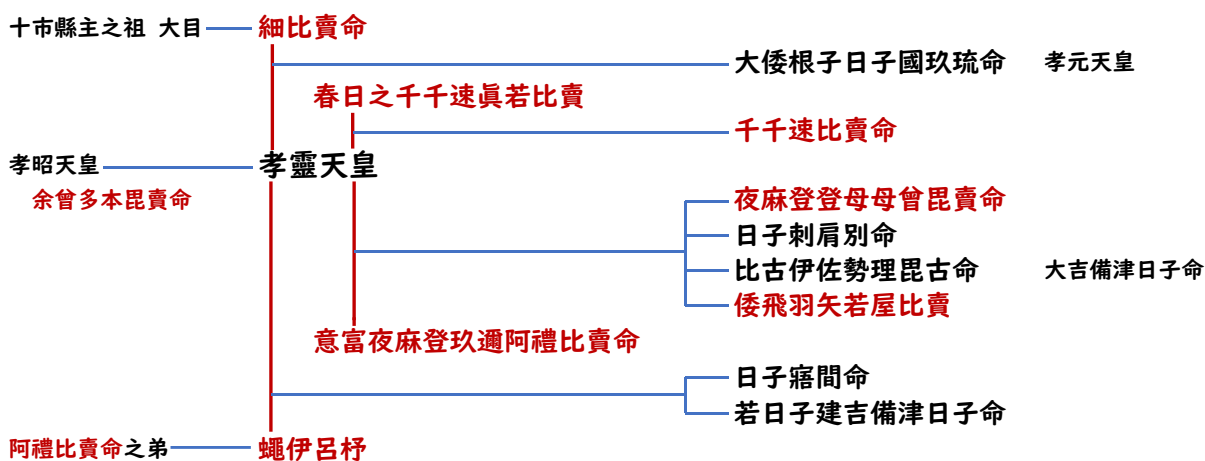 十市縣主之祖 大目 細比賣命
大倭根子日子國玖琉命 孝元天皇
春日之千千速眞若比賣
千千速比賣命
孝昭天皇 孝靈天皇
余曾多本毘賣命
夜麻登登母母曾毘賣命
日子刺肩別命
比古伊佐勢理毘古命 大吉備津日子命
倭飛羽矢若屋比賣
意富夜麻登玖邇阿禮比賣命
日子寤間命
若日子建吉備津日子命
阿禮比賣命之弟 蠅伊呂杼